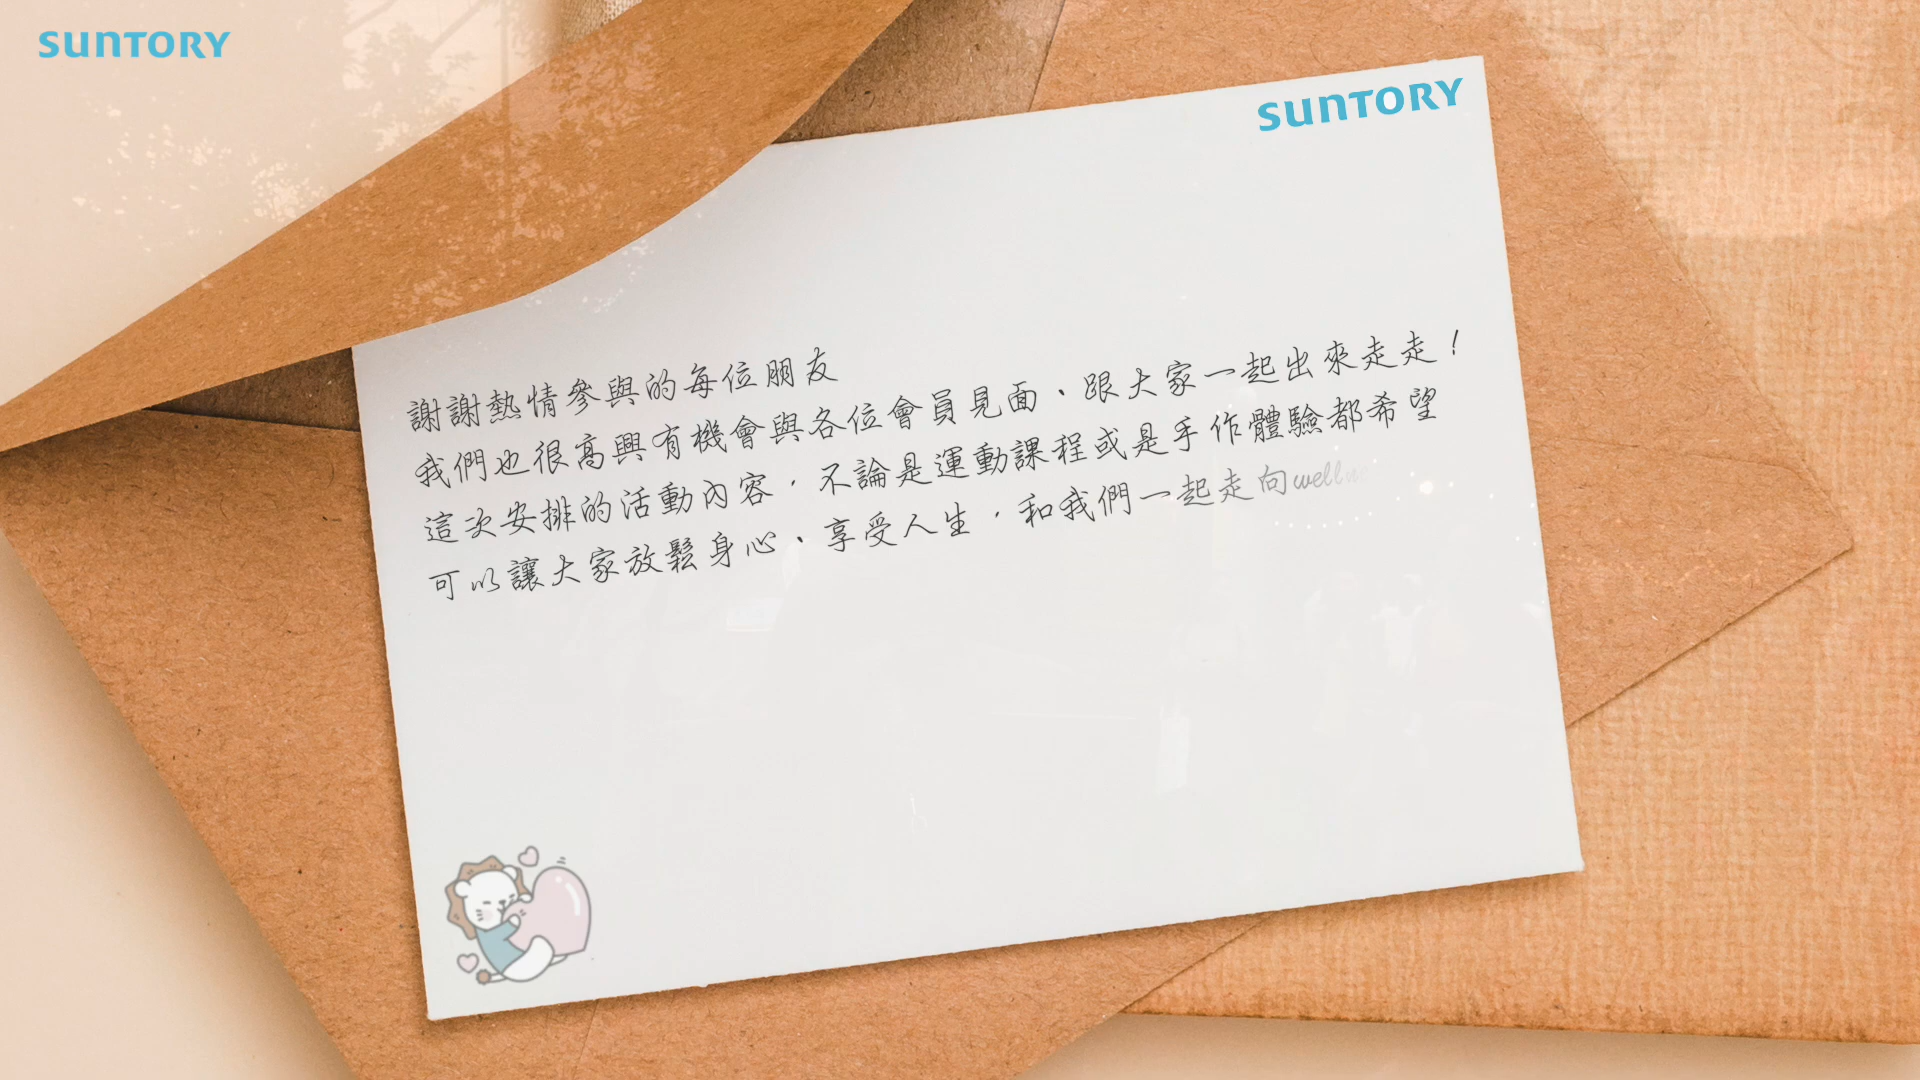 SUNTORY
SUNTORY
謝謝熱情參與的每位朋友
我們也很高興有機會與各位會員見面、跟大家一起出來走走！
這次安排的活動內容，不論是運動課程或是手作體驗都希望
可以讓大家放鬆身心、享受人生，和我們一起走向